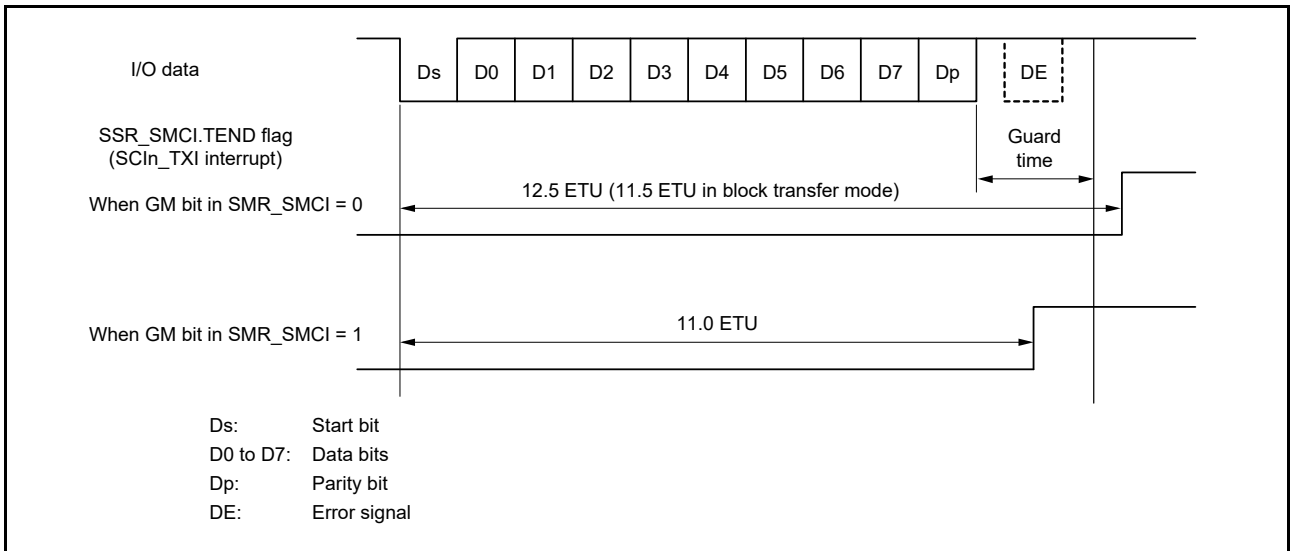 I/O data
Ds D0 D1 D2 D3 D4 D5 D6 D7 Dp DE
SSR_SMCI.TEND flag
(SCIn_TXI interrupt)
Guard
time
When GM bit in SMR_SMCI = 0
12.5 ETU (11.5 ETU in block transfer mode)
When GM bit in SMR_SMCI = 1
11.0 ETU
Ds: Start bit
D0 to D7: Data bits
Dp: Parity bit
DE: Error signal